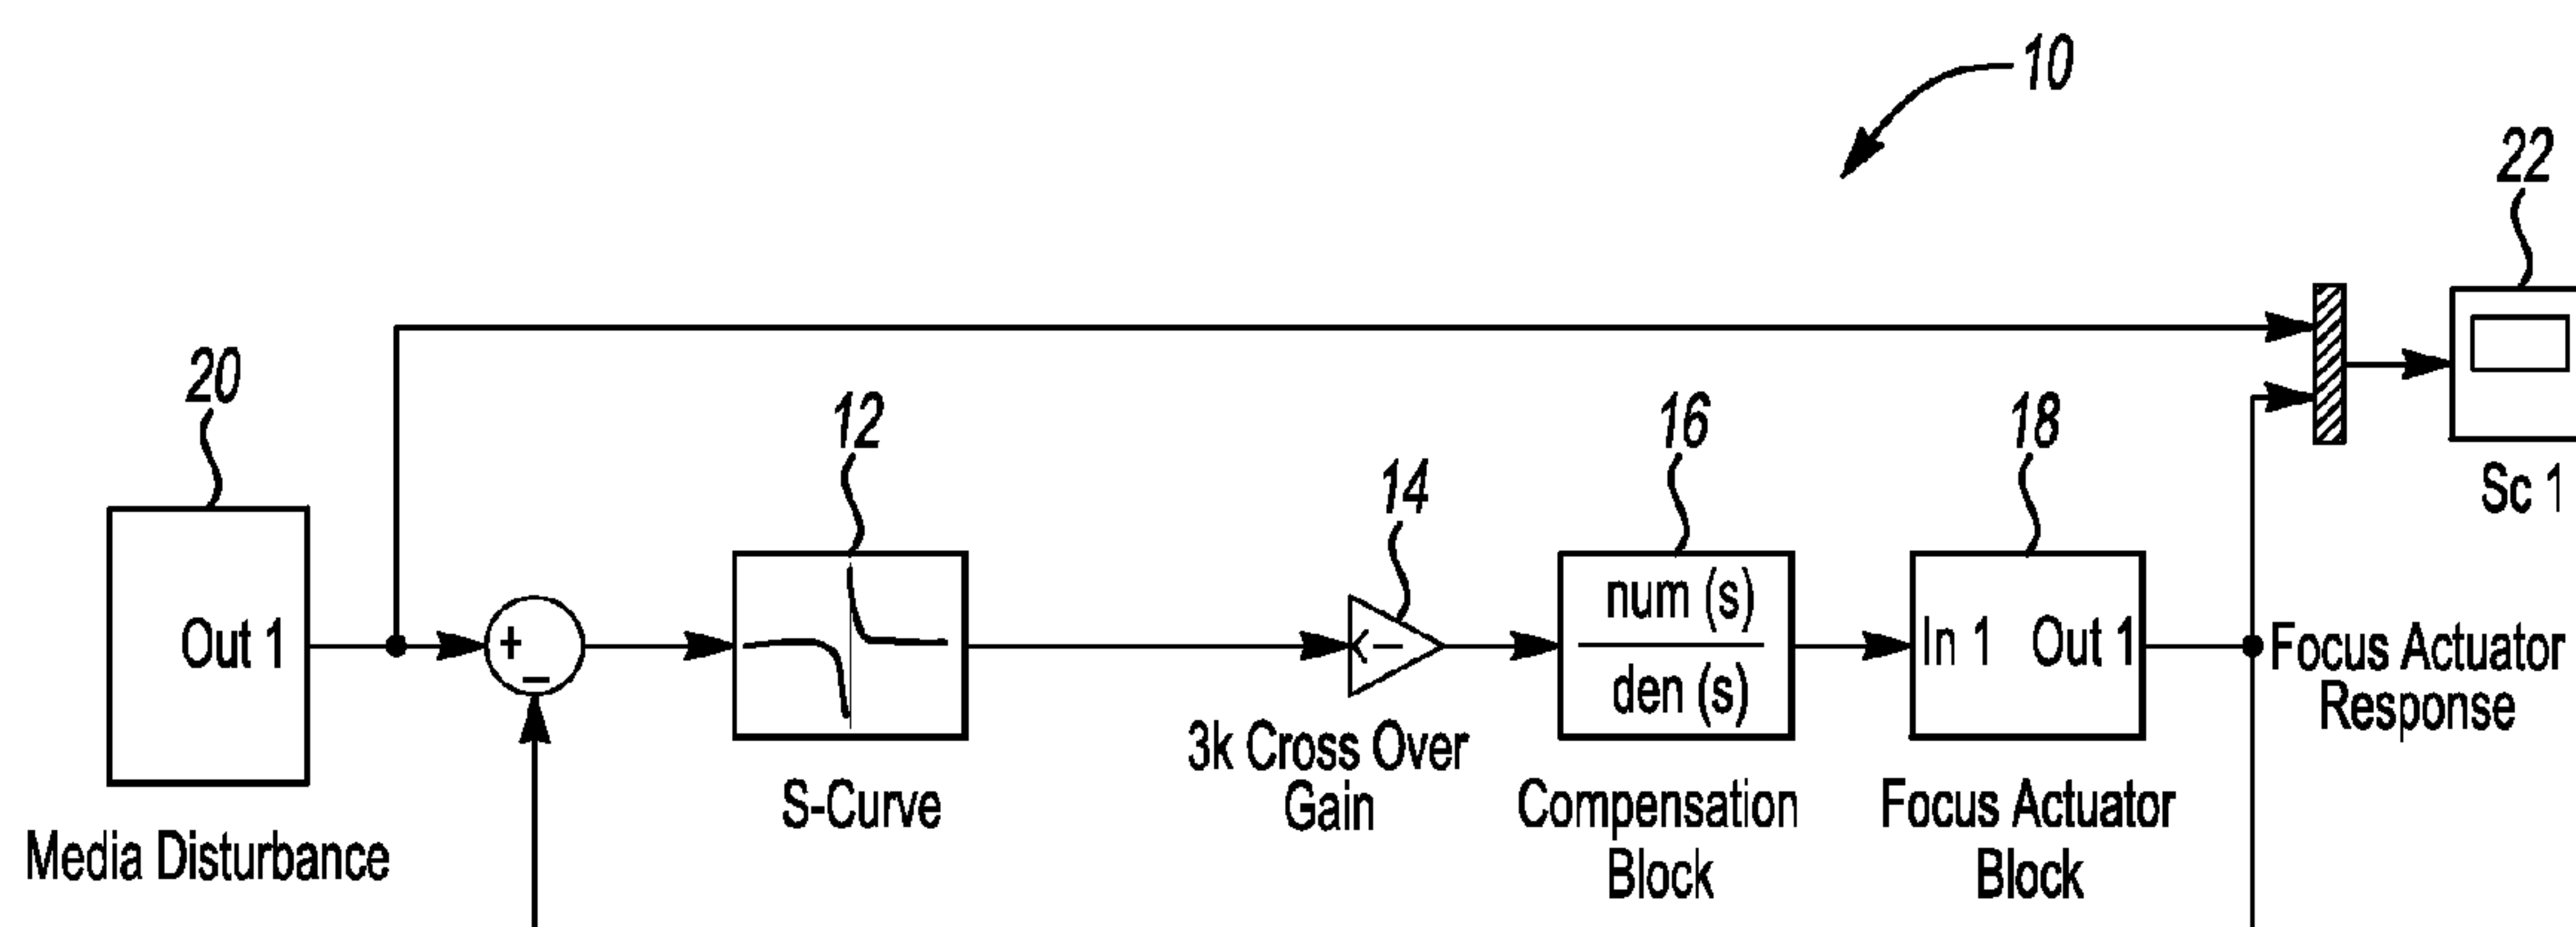 10
22
20
12
16
18
14
Sc 1
Out 1
+
−
<−
num (s)
den (s)
In 1 Out 1
Focus Actuator
Response
Media Disturbance
S-Curve
3k Cross Over
Gain
Compensation
Block
Focus Actuator
Block